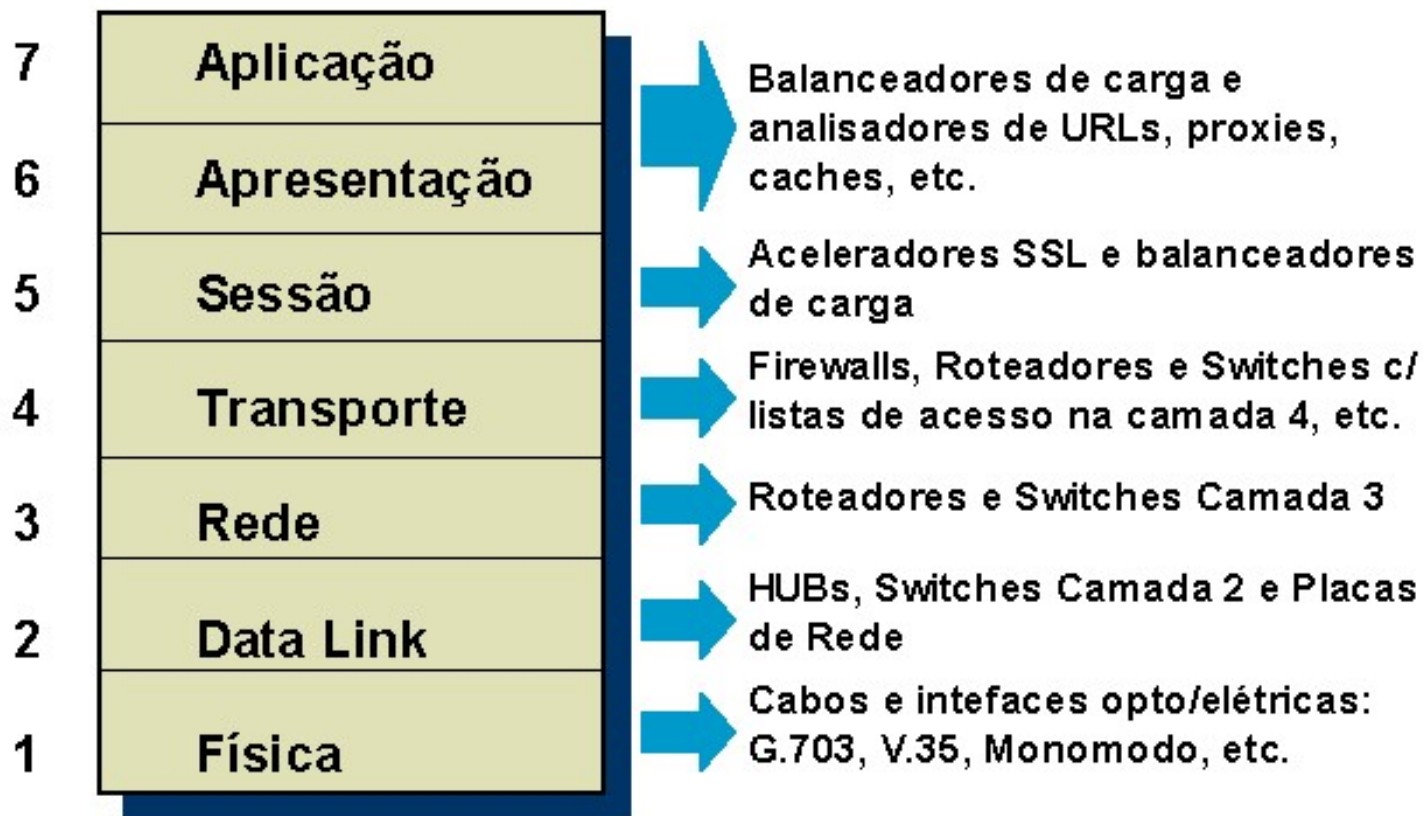 7 Aplicação
Balanceadores de carga e
analisadores de URLs, proxies,
caches, etc.
6 Apresentação
5 Sessão
Aceleradores SSL e balanceadores
de carga
4 Transporte
Firewalls, Roteadores e Switches c/
listas de acesso na camada 4, etc.
3 Rede
Roteadores e Switches Camada 3
2 Data Link
HUBs, Switches Camada 2 e Placas
de Rede
1 Física
Cabos e intefaces opto/elétricas:
G.703, V.35, Monomodo, etc.